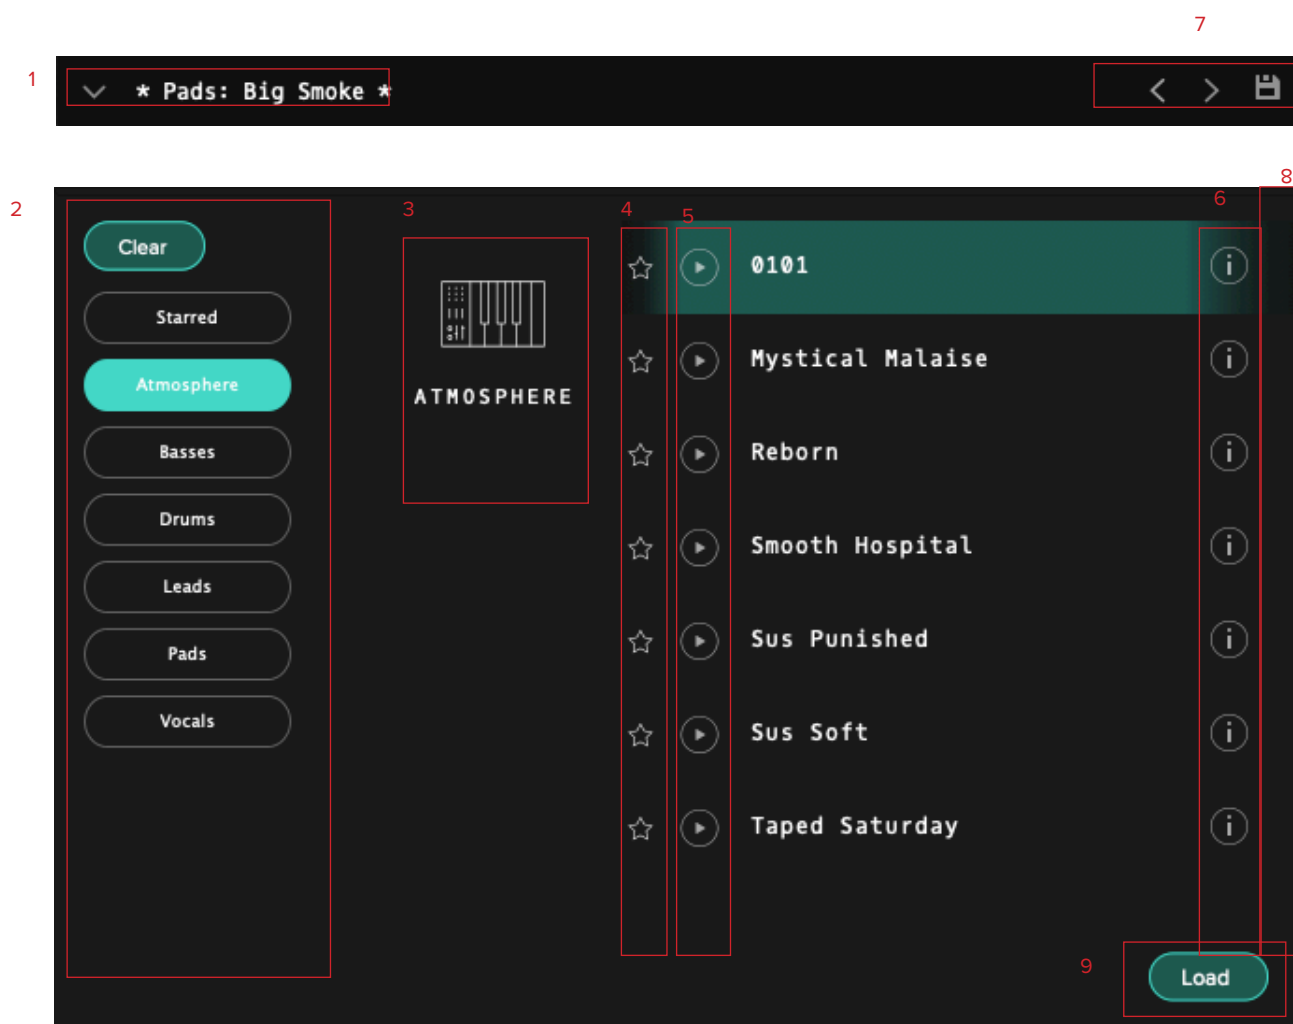 7
1
* Pads: Big Smoke *
8
2
3
4
5
6
Clear
0101
Starred
Mystical Malaise
Atmosphere
ATMOSPHERE
Basses
Reborn
Drums
Smooth Hospital
Leads
Sus Punished
Pads
Vocals
Sus Soft
Taped Saturday
9
Load